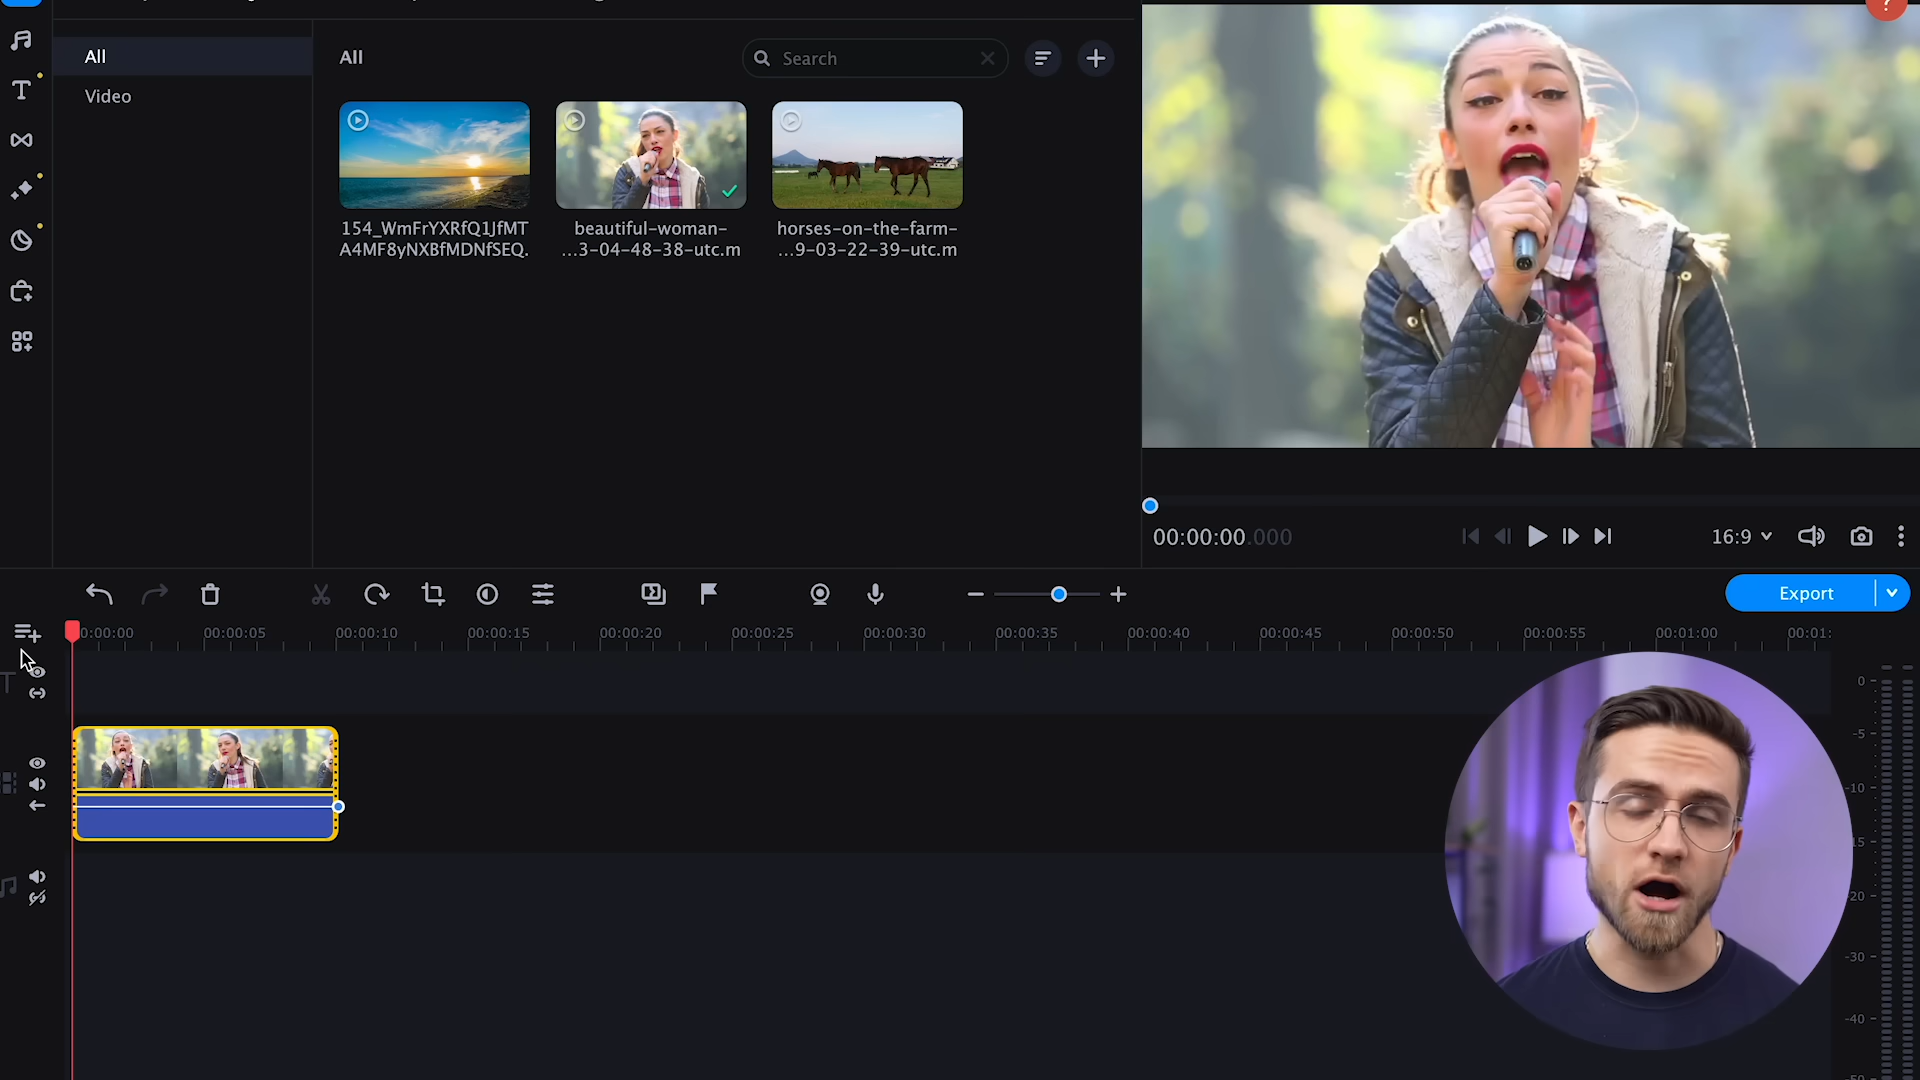 ?
All
Video
All
Search
154_WmFrYXRfQ1JfMT
A4MF8yNXBfMDNfSEQ.
beautiful-woman-
...3-04-48-38-utc.m
horses-on-the-farm-
...9-03-22-39-utc.m
00:00:00.000
16:9
Export
0:00:00
00:00:05
00:00:10
00:00:15
00:00:20
00:00:25
00:00:30
00:00:35
00:00:40
00:00:45
00:00:50
00:00:55
00:01:00
00:01:
0
-5
-10
15
20
-30
-40